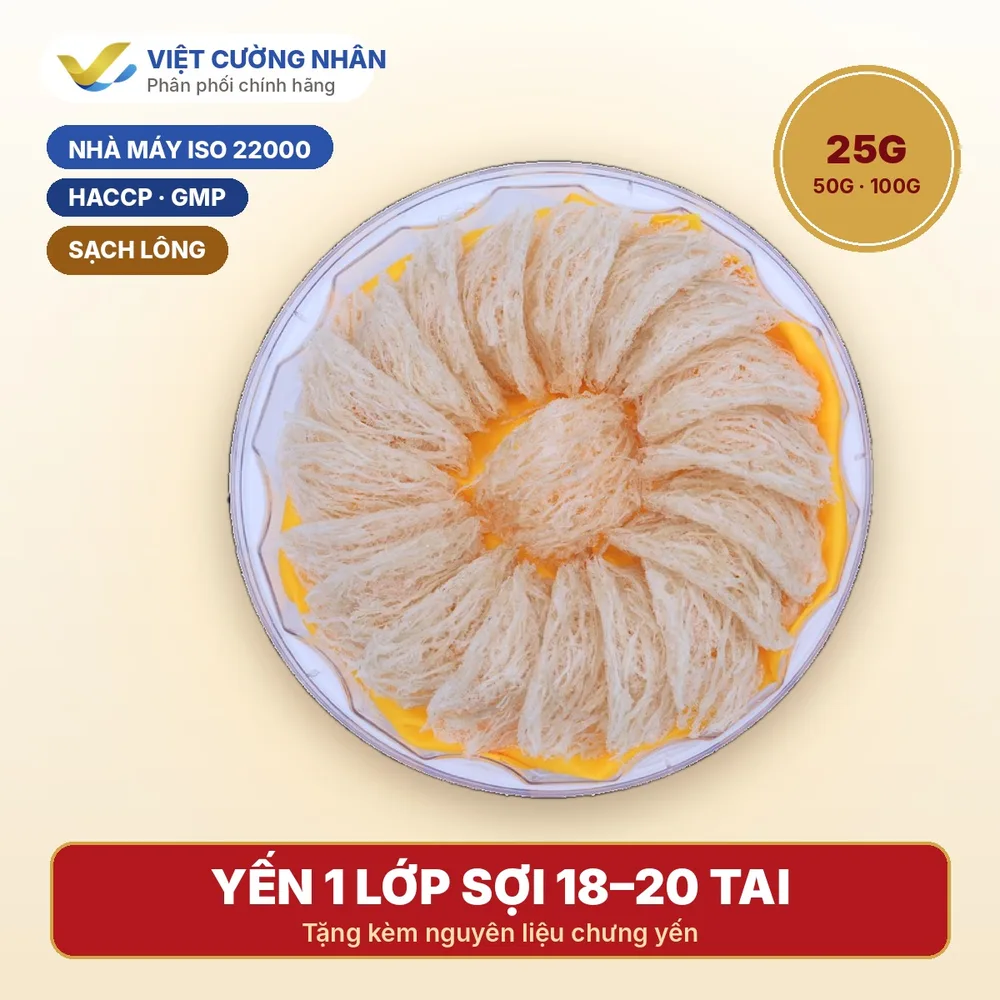 VIỆT CƯỜNG NHÂN
Phân phối chính hãng
NHÀ MÁY ISO 22000
HACCP · GMP
SẠCH LÔNG
25G
50G · 100G
YẾN 1 LỚP SỢI 18–20 TAI
Tặng kèm nguyên liệu chưng yến